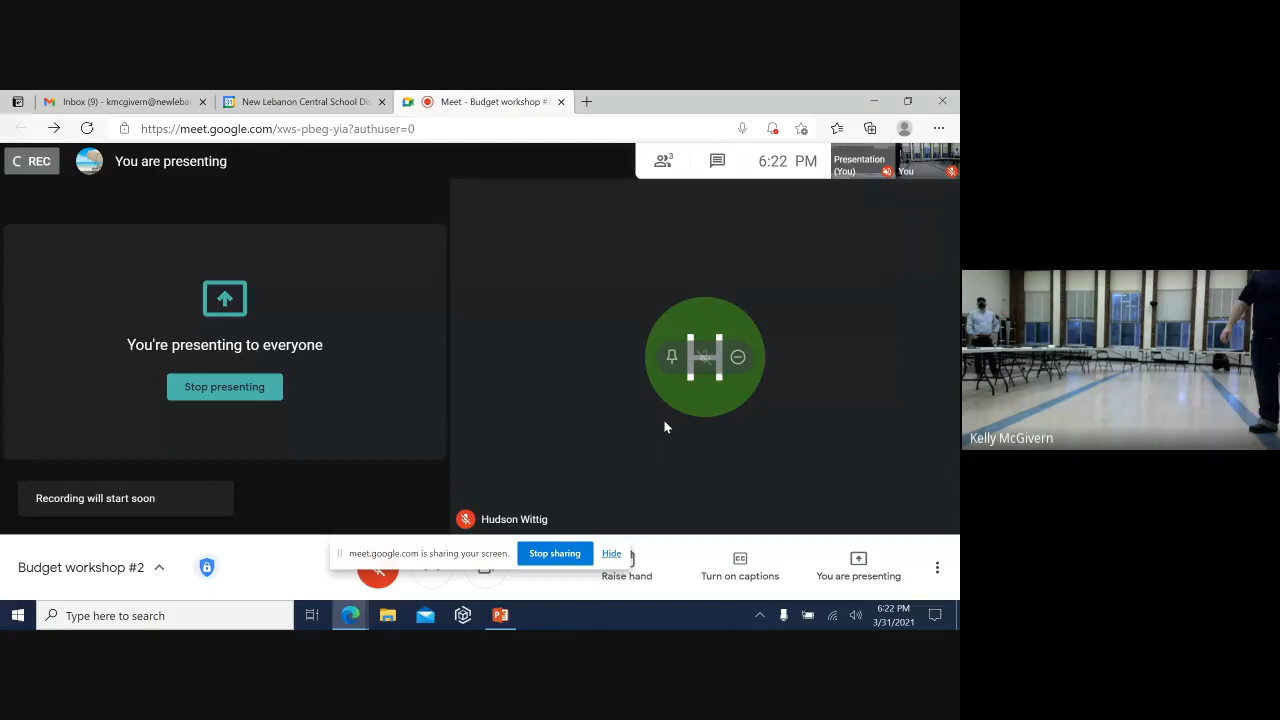 Inbox (9) - kmcgivern@newleba
New Lebanon Central School Di
Meet - Budget workshop #2
https://meet.google.com/xws-pbeg-yia?authuser=0
REC
You are presenting
3
6:22 PM
Presentation
(You)
You
You're presenting to everyone
Stop presenting
H
Recording will start soon
Hudson Wittig
Kelly McGivern
meet.google.com is sharing your screen.
Stop sharing
Hide
Budget workshop #2
Raise hand
CC
Turn on captions
You are presenting
Type here to search
6:22 PM
3/31/2021